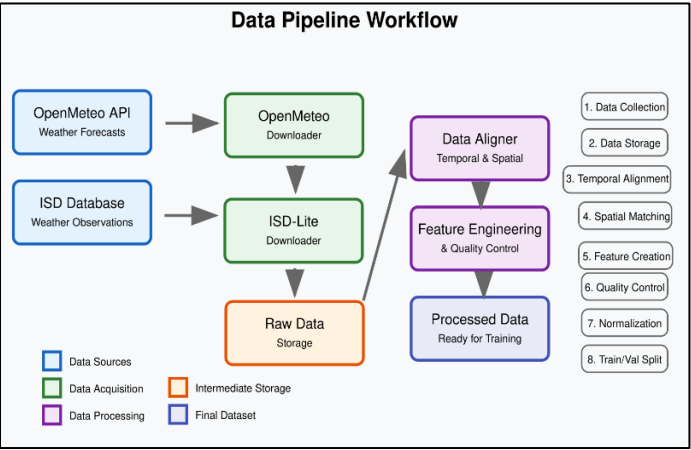 Data Pipeline Workflow
OpenMeteo API
Weather Forecasts
OpenMeteo
Downloader
ISD Database
Weather Observations
ISD-Lite
Downloader
Raw Data
Storage
Data Aligner
Temporal & Spatial
Feature Engineering
& Quality Control
Processed Data
Ready for Training
1. Data Collection
2. Data Storage
3. Temporal Alignment
4. Spatial Matching
5. Feature Creation
6. Quality Control
7. Normalization
8. Train/Val Split
Data Sources
Data Acquisition
Data Processing
Intermediate Storage
Final Dataset